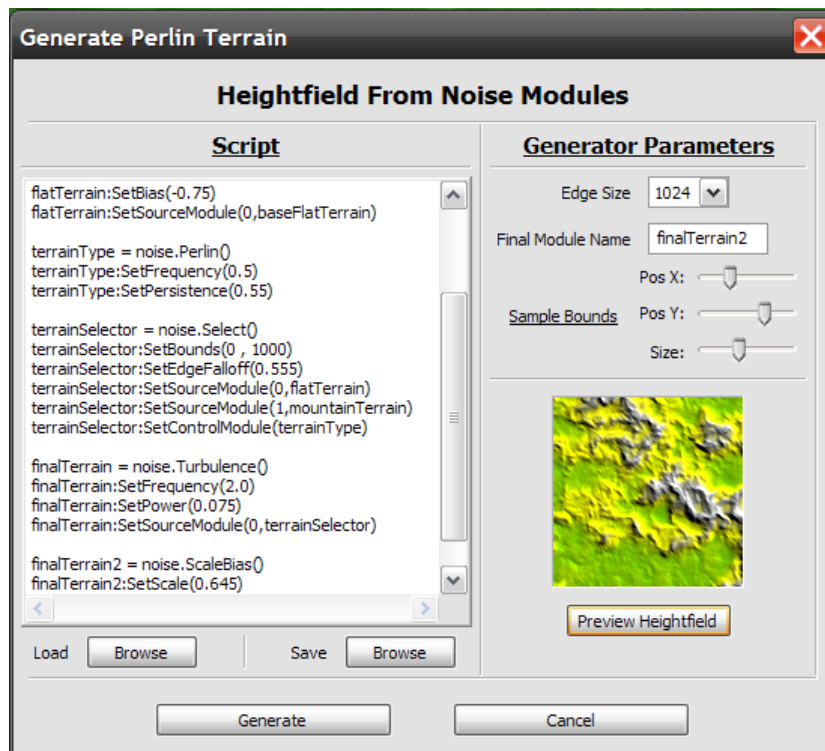 Generate Perlin Terrain
Heightfield From Noise Modules
Script
flatTerrain:SetBias(-0.75)
flatTerrain:SetSourceModule(0,baseFlatTerrain)
terrainType = noise.Perlin()
terrainType:SetFrequency(0.5)
terrainType:SetPersistence(0.55)
terrainSelector = noise.Select()
terrainSelector:SetBounds(0 , 1000)
terrainSelector:SetEdgeFalloff(0.555)
terrainSelector:SetSourceModule(0,flatTerrain)
terrainSelector:SetSourceModule(1,mountainTerrain)
terrainSelector:SetControlModule(terrainType)
finalTerrain = noise.Turbulence()
finalTerrain:SetFrequency(2.0)
finalTerrain:SetPower(0.075)
finalTerrain:SetSourceModule(0,terrainSelector)
finalTerrain2 = noise.ScaleBias()
finalTerrain2:SetScale(0.645)
Load Browse Save Browse
Generator Parameters
Edge Size 1024
Final Module Name finalTerrain2
Pos X:
Sample Bounds Pos Y:
Size:
Preview Heightfield
Generate Cancel